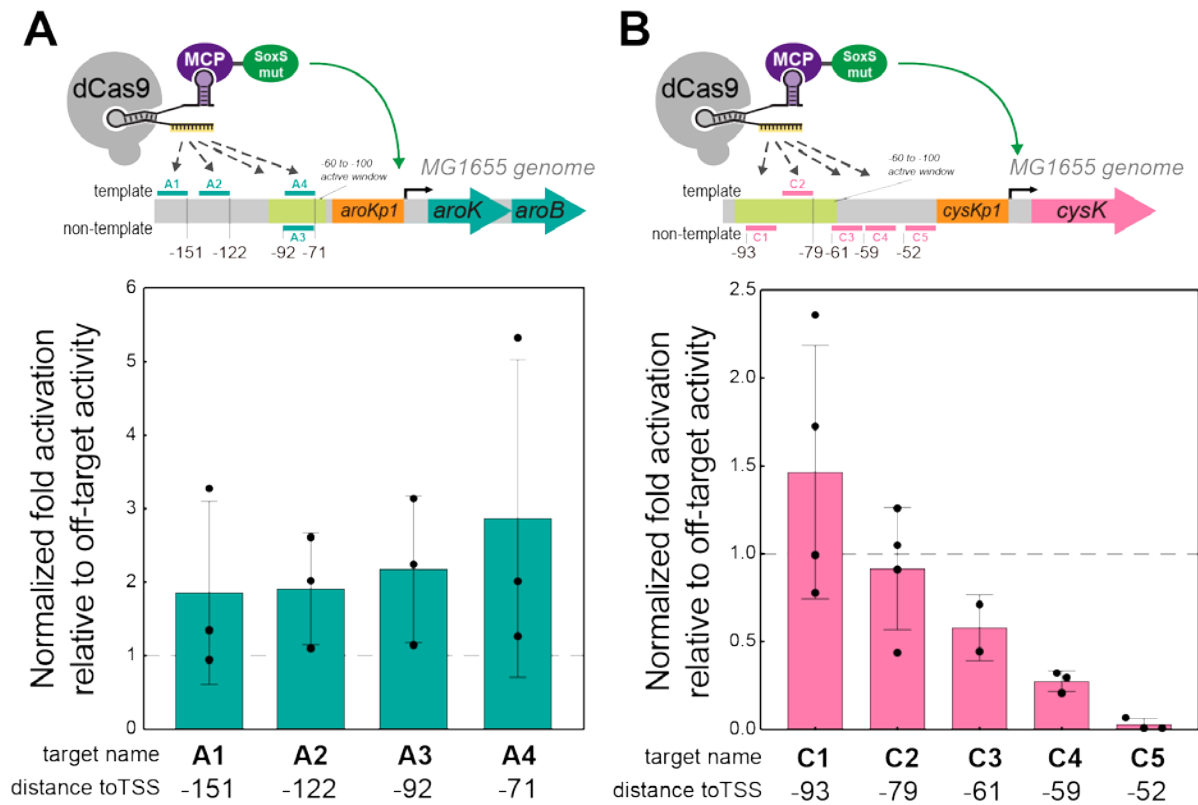 A
MCP
SoxS
mut
dCas9
-60 to -100
active window
MG1655 genome
template
A1
A2
A4
aroKp1
aroK
aroB
non-template
A3
-151
-122
-92
-71
Normalized fold activation
relative to off-target activity
6
5
4
3
2
1
0
target name
A1
A2
A3
A4
distance toTSS
-151
-122
-92
-71
B
MCP
SoxS
mut
dCas9
-60 to -100
active window
MG1655 genome
template
C2
cysKp1
cysK
non-template
C1
C3
C4
C5
-93
-79
-61
-59
-52
Normalized fold activation
relative to off-target activity
2.5
2.0
1.5
1.0
0.5
0.0
target name
C1
C2
C3
C4
C5
distance toTSS
-93
-79
-61
-59
-52